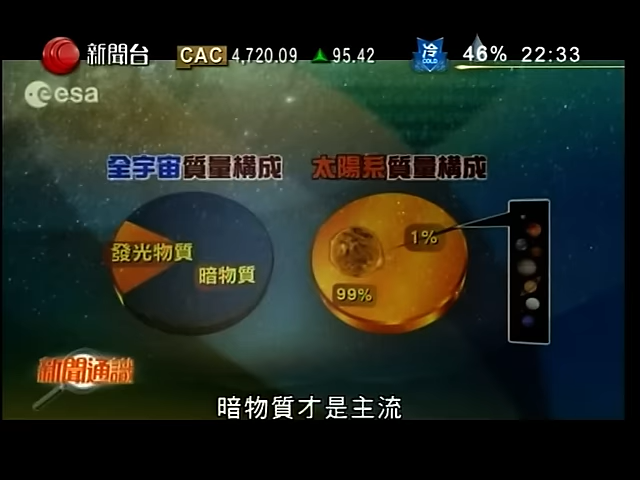 新聞台 CAC 4,720.09 95.42 冷 COLD 46% 22:33
esa
全宇宙質量構成 太陽系質量構成
發光物質 暗物質
1%
99%
新聞通識
暗物質才是主流